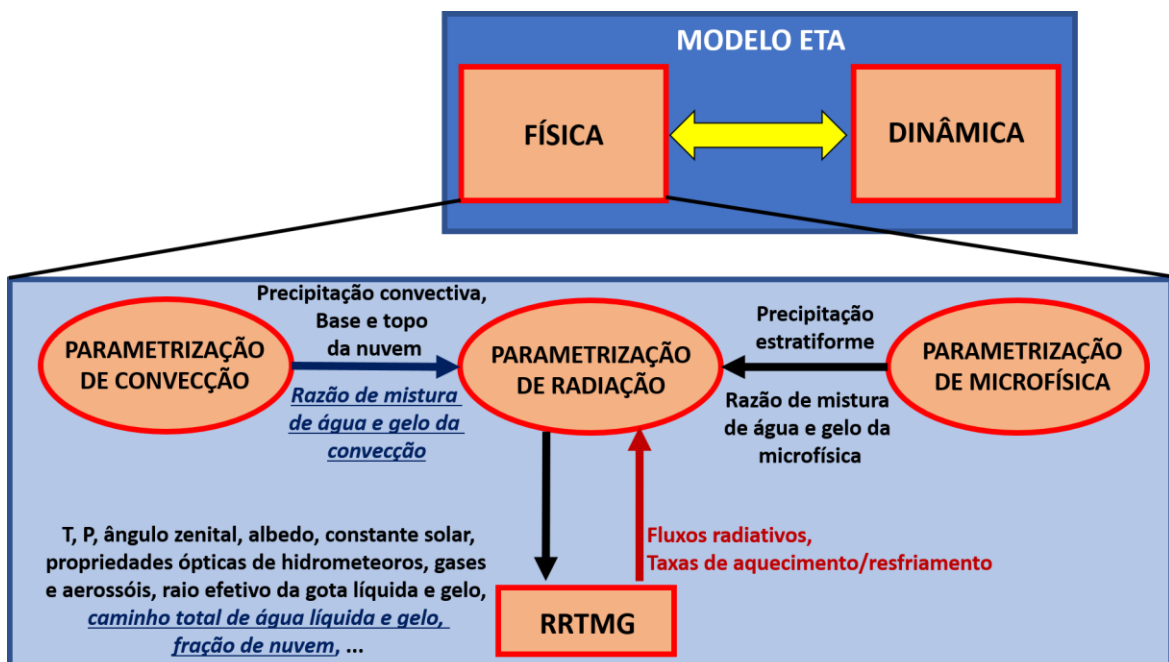 MODELO ETA
FÍSICA
DINÂMICA
Precipitação convectiva,
Base e topo
da nuvem
PARAMETRIZAÇÃO
DE CONVECÇÃO
Razão de mistura
de água e gelo da
convecção
PARAMETRIZAÇÃO
DE RADIAÇÃO
Precipitação
estratiforme
Razão de mistura
de água e gelo da
microfísica
PARAMETRIZAÇÃO
DE MICROFÍSICA
T, P, ângulo zenital, albedo, constante solar,
propriedades ópticas de hidrometeoros, gases
e aerossóis, raio efetivo da gota líquida e gelo,
caminho total de água líquida e gelo,
fração de nuvem, ...
Fluxos radiativos,
Taxas de aquecimento/resfriamento
RRTMG